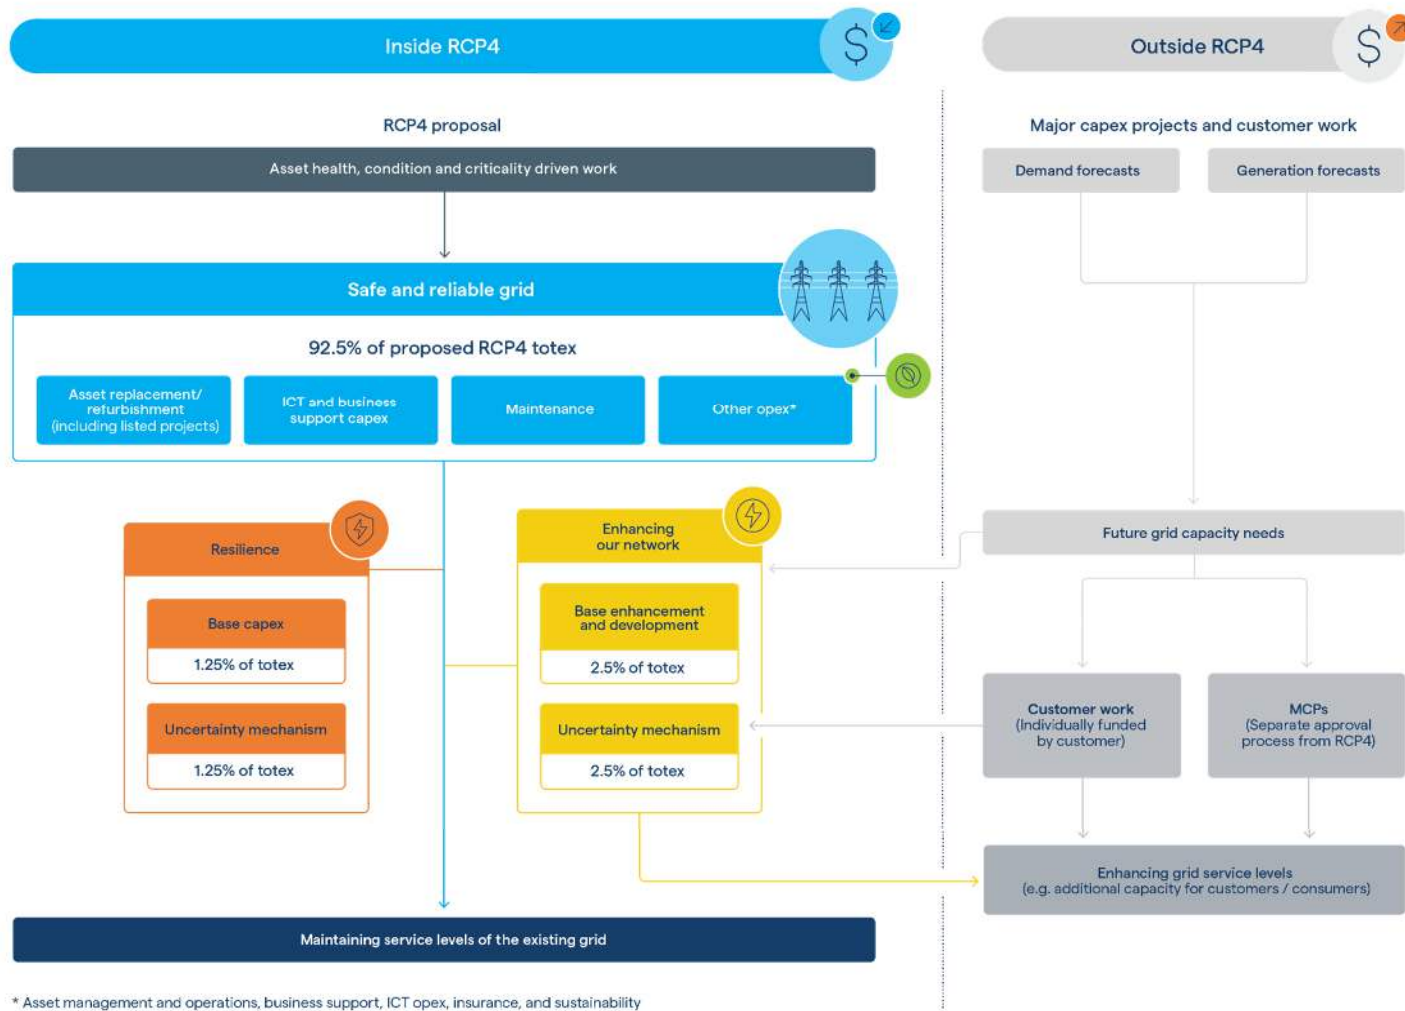 Inside RCP4
$
Outside RCP4
$
RCP4 proposal
Asset health, condition and criticality driven work
Safe and reliable grid
92.5% of proposed RCP4 totex
Asset replacement/
refurbishment
(including listed projects)
ICT and business
support capex
Maintenance
Other opex*
Resilience
Base capex
1.25% of totex
Uncertainty mechanism
1.25% of totex
Enhancing
our network
Base enhancement
and development
2.5% of totex
Uncertainty mechanism
2.5% of totex
Maintaining service levels of the existing grid
Major capex projects and customer work
Demand forecasts
Generation forecasts
Future grid capacity needs
Customer work
(Individually funded
by customer)
MCPs
(Separate approval
process from RCP4)
Enhancing grid service levels
(e.g. additional capacity for customers / consumers)
* Asset management and operations, business support, ICT opex, insurance, and sustainability